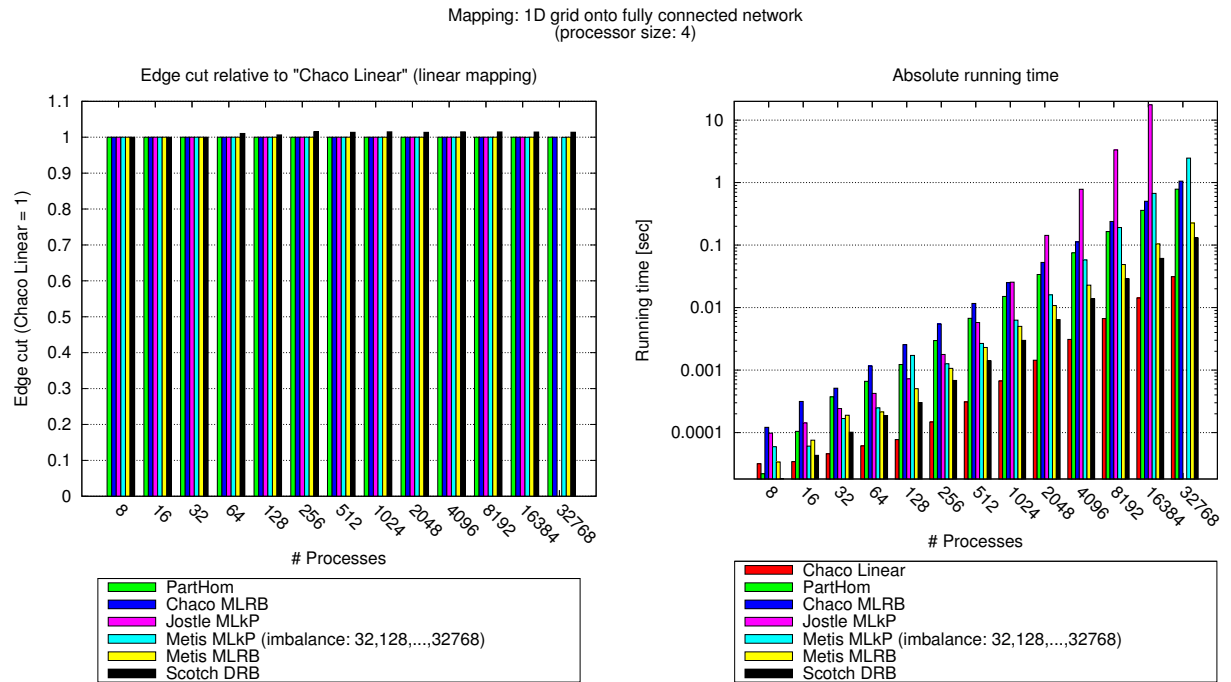 Mapping: 1D grid onto fully connected network
(processor size: 4)
Edge cut relative to "Chaco Linear" (linear mapping)
Edge cut (Chaco Linear = 1)
1.1
1
0.9
0.8
0.7
0.6
0.5
0.4
0.3
0.2
0.1
0
8
16
32
64
128
256
512
1024
2048
4096
8192
16384
32768
# Processes
PartHom
Chaco MLRB
Jostle MLkP
Metis MLkP (imbalance: 32,128,...,32768)
Metis MLRB
Scotch DRB
Absolute running time
Running time [sec]
10
1
0.1
0.01
0.001
0.0001
8
16
32
64
128
256
512
1024
2048
4096
8192
16384
32768
# Processes
Chaco Linear
PartHom
Chaco MLRB
Jostle MLkP
Metis MLkP (imbalance: 32,128,...,32768)
Metis MLRB
Scotch DRB